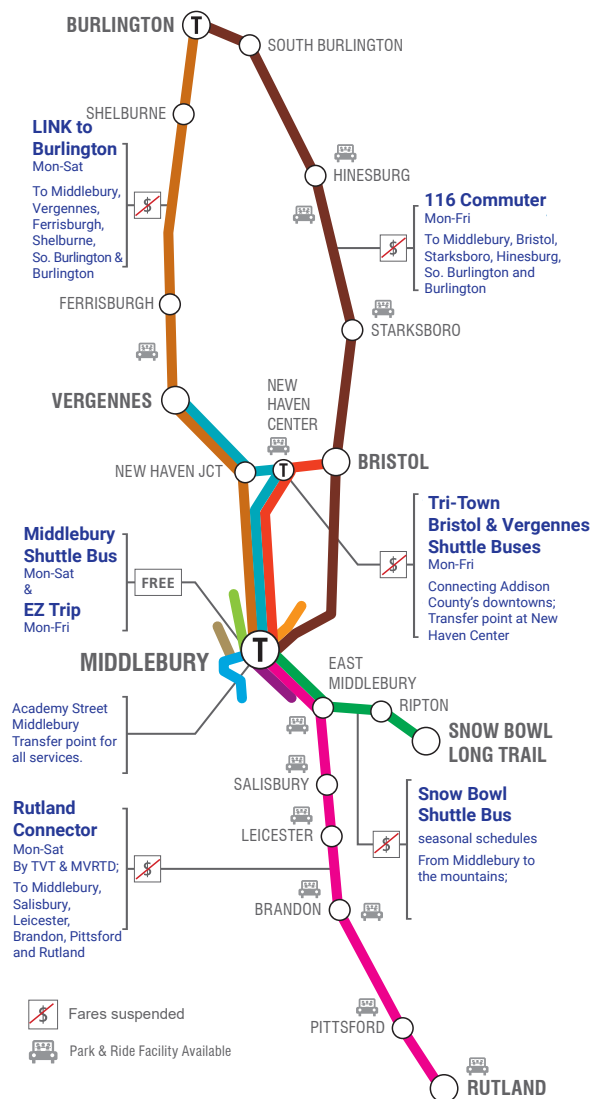 BURLINGTON
T
SOUTH BURLINGTON
SHELBURNE
LINK to
Burlington
Mon-Sat
To Middlebury,
Vergennes,
Ferrisburgh,
Shelburne,
So. Burlington &
Burlington
$
HINESBURG
116 Commuter
Mon-Fri
To Middlebury, Bristol,
Starksboro, Hinesburg,
So. Burlington and
Burlington
$
FERRISBURGH
STARKSBORO
VERGENNES
NEW
HAVEN
CENTER
NEW HAVEN JCT
T
BRISTOL
Tri-Town
Bristol & Vergennes
Shuttle Buses
Mon-Fri
Connecting Addison
County's downtowns;
Transfer point at New
Haven Center
$
Middlebury
Shuttle Bus
Mon-Sat
&
EZ Trip
Mon-Fri
FREE
MIDDLEBURY
T
EAST
MIDDLEBURY
RIPTON
SNOW BOWL
LONG TRAIL
Academy Street
Middlebury
Transfer point for
all services.
SALISBURY
Snow Bowl
Shuttle Bus
seasonal schedules
From Middlebury to
the mountains;
$
Rutland
Connector
Mon-Sat
By TVT & MVRTD;
To Middlebury,
Salisbury,
Leicester,
Brandon, Pittsford
and Rutland
$
LEICESTER
BRANDON
PITTSFORD
RUTLAND
$ Fares suspended
Park & Ride Facility Available